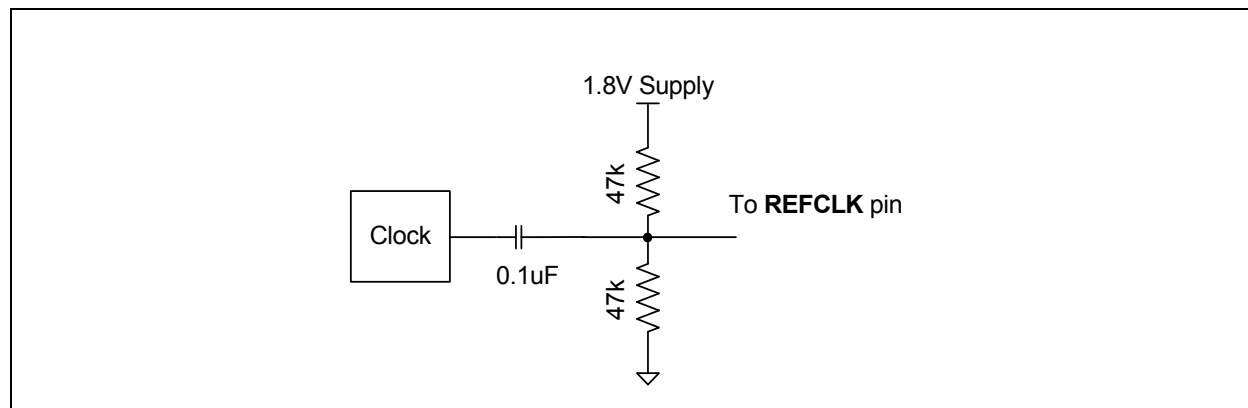 1.8V Supply
47k
To REFCLK pin
Clock
0.1uF
47k